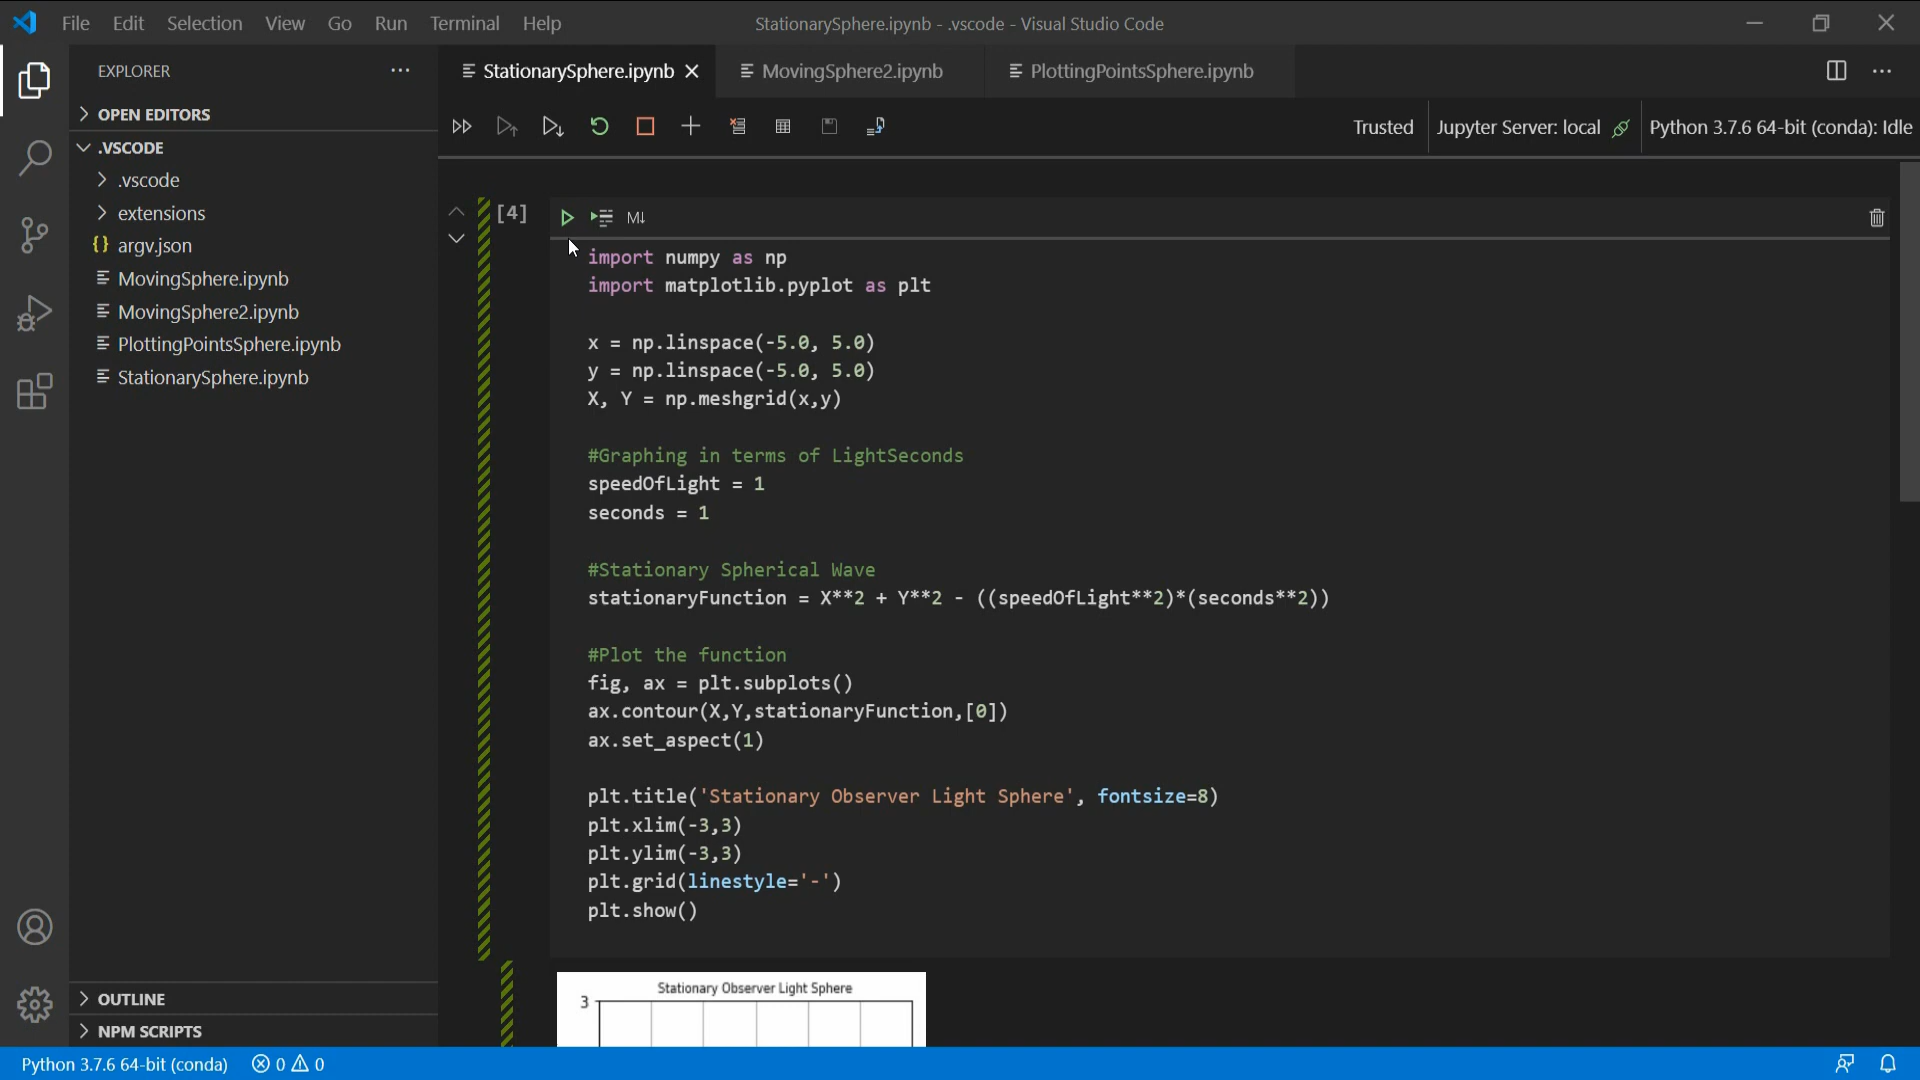 File Edit Selection View Go Run Terminal Help
StationarySphere.ipynb - .vscode - Visual Studio Code
EXPLORER
OPEN EDITORS
.VSCODE
.vscode
extensions
argv.json
MovingSphere.ipynb
MovingSphere2.ipynb
PlottingPointsSphere.ipynb
StationarySphere.ipynb
OUTLINE
NPM SCRIPTS
StationarySphere.ipynb MovingSphere2.ipynb PlottingPointsSphere.ipynb
Trusted Jupyter Server: local Python 3.7.6 64-bit (conda): Idle
[4] M↓
import numpy as np
import matplotlib.pyplot as plt
x = np.linspace(-5.0, 5.0)
y = np.linspace(-5.0, 5.0)
X, Y = np.meshgrid(x,y)
#Graphing in terms of LightSeconds
speedOfLight = 1
seconds = 1
#Stationary Spherical Wave
stationaryFunction = X**2 + Y**2 - ((speedOfLight**2)*(seconds**2))
#Plot the function
fig, ax = plt.subplots()
ax.contour(X,Y,stationaryFunction,[0])
ax.set_aspect(1)
plt.title('Stationary Observer Light Sphere', fontsize=8)
plt.xlim(-3,3)
plt.ylim(-3,3)
plt.grid(linestyle='-')
plt.show()
Stationary Observer Light Sphere
3
Python 3.7.6 64-bit (conda) 0 0